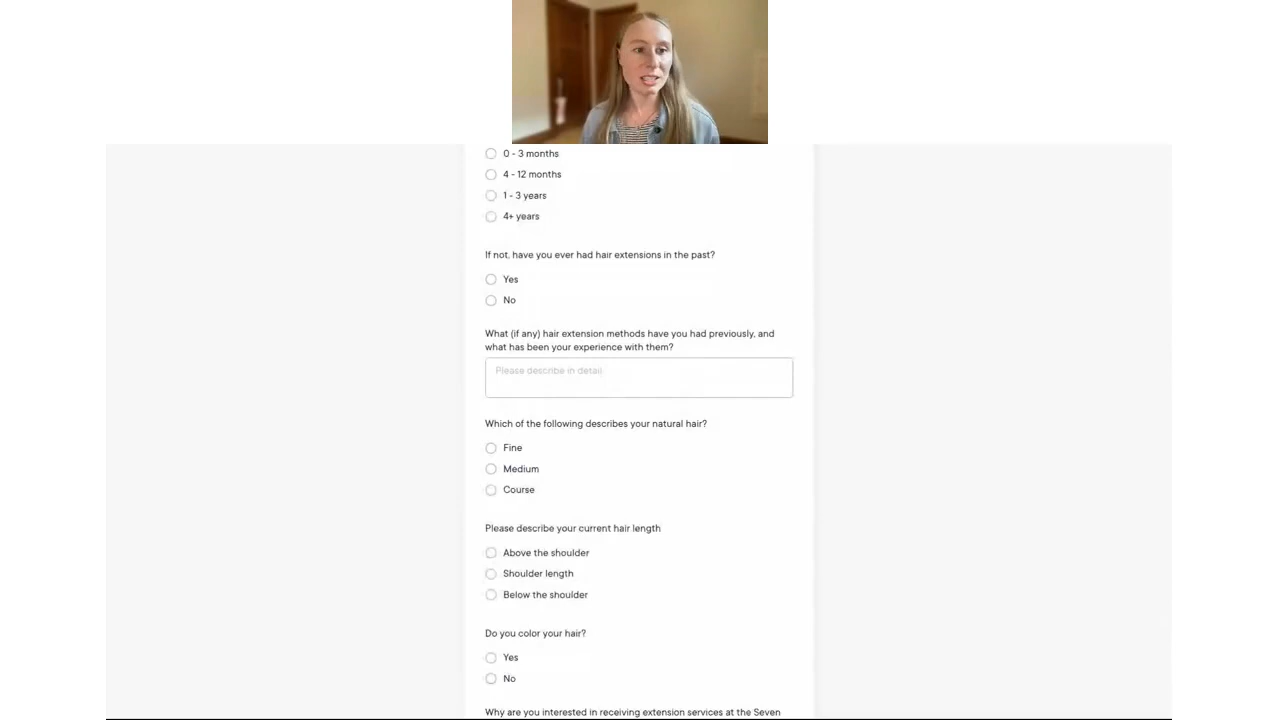 0 - 3 months
4 - 12 months
1 - 3 years
4+ years
If not, have you ever had hair extensions in the past?
Yes
No
What (if any) hair extension methods have you had previously, and
what has been your experience with them?
Please describe in detail
Which of the following describes your natural hair?
Fine
Medium
Course
Please describe your current hair length
Above the shoulder
Shoulder length
Below the shoulder
Do you color your hair?
Yes
No
Why are you interested in receiving extension services at the Seven